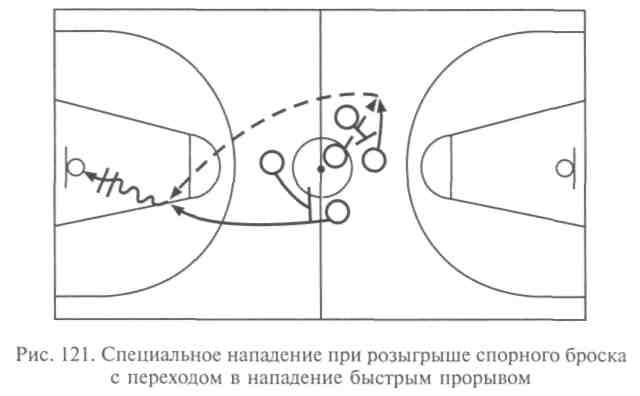 Рис. 121. Специальное нападение при розыгрыше спорного броска
с переходом в нападение быстрым прорывом